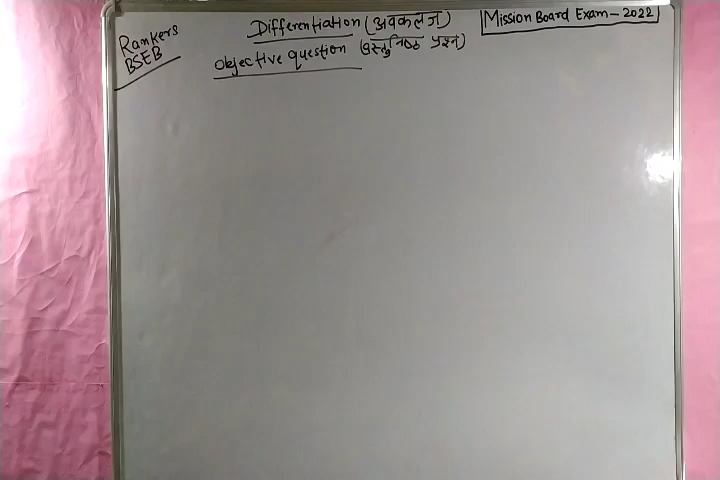 Rankers
BSEB
Differentiation (अवकलज)
Mission Board Exam - 2022
Objective question (वस्तुनिष्ठ प्रश्न)